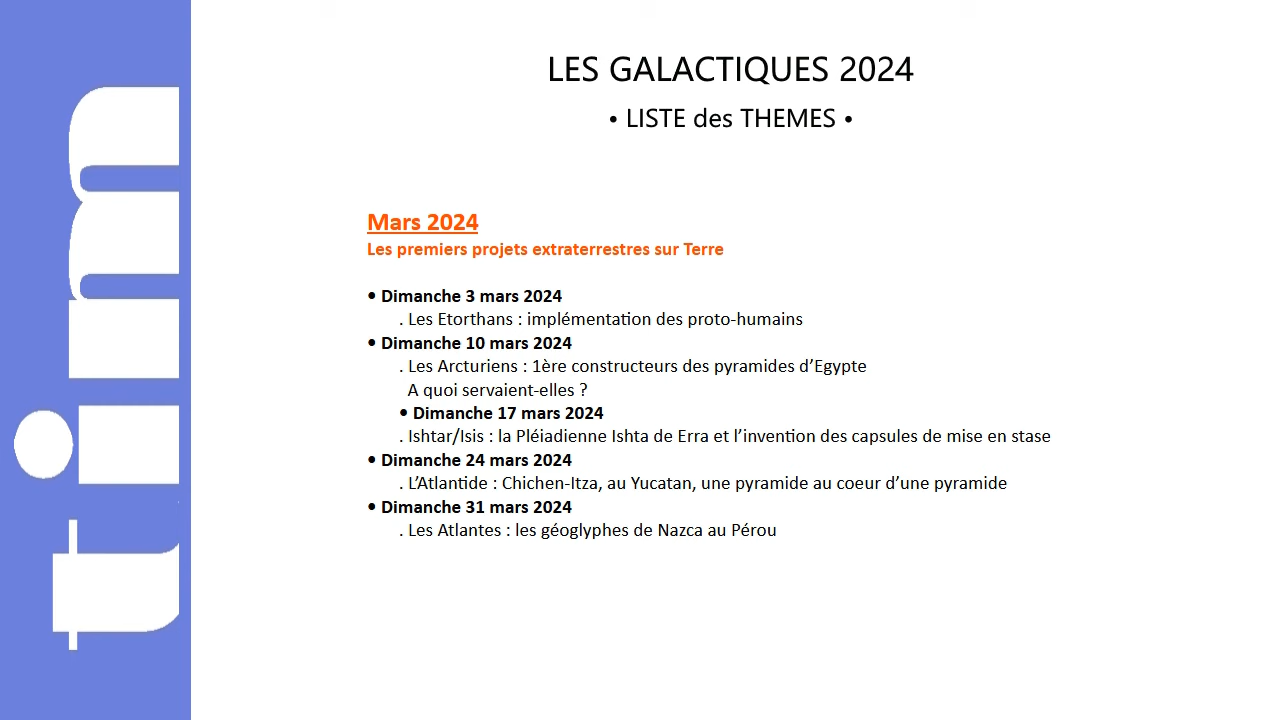 tim
LES GALACTIQUES 2024
• LISTE des THEMES •
Mars 2024
Les premiers projets extraterrestres sur Terre
• Dimanche 3 mars 2024
. Les Etorthans : implémentation des proto-humains
• Dimanche 10 mars 2024
. Les Arcturiens : 1ère constructeurs des pyramides d’Egypte
A quoi servaient-elles ?
• Dimanche 17 mars 2024
. Ishtar/Isis : la Pléiadienne Ishta de Erra et l’invention des capsules de mise en stase
• Dimanche 24 mars 2024
. L’Atlantide : Chichen-Itza, au Yucatan, une pyramide au coeur d’une pyramide
• Dimanche 31 mars 2024
. Les Atlantes : les géoglyphes de Nazca au Pérou